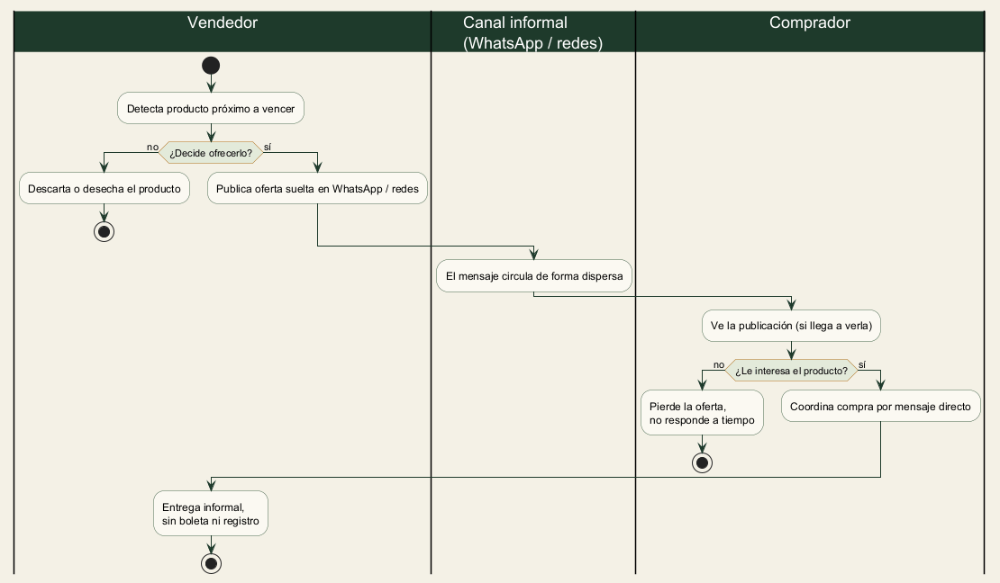 Vendedor
Canal informal
(WhatsApp / redes)
Comprador
Detecta producto próximo a vencer
no
¿Decide ofrecerlo?
sí
Descarta o desecha el producto
Publica oferta suelta en WhatsApp / redes
El mensaje circula de forma dispersa
Ve la publicación (si llega a verla)
no
¿Le interesa el producto?
sí
Pierde la oferta,
no responde a tiempo
Coordina compra por mensaje directo
Entrega informal,
sin boleta ni registro